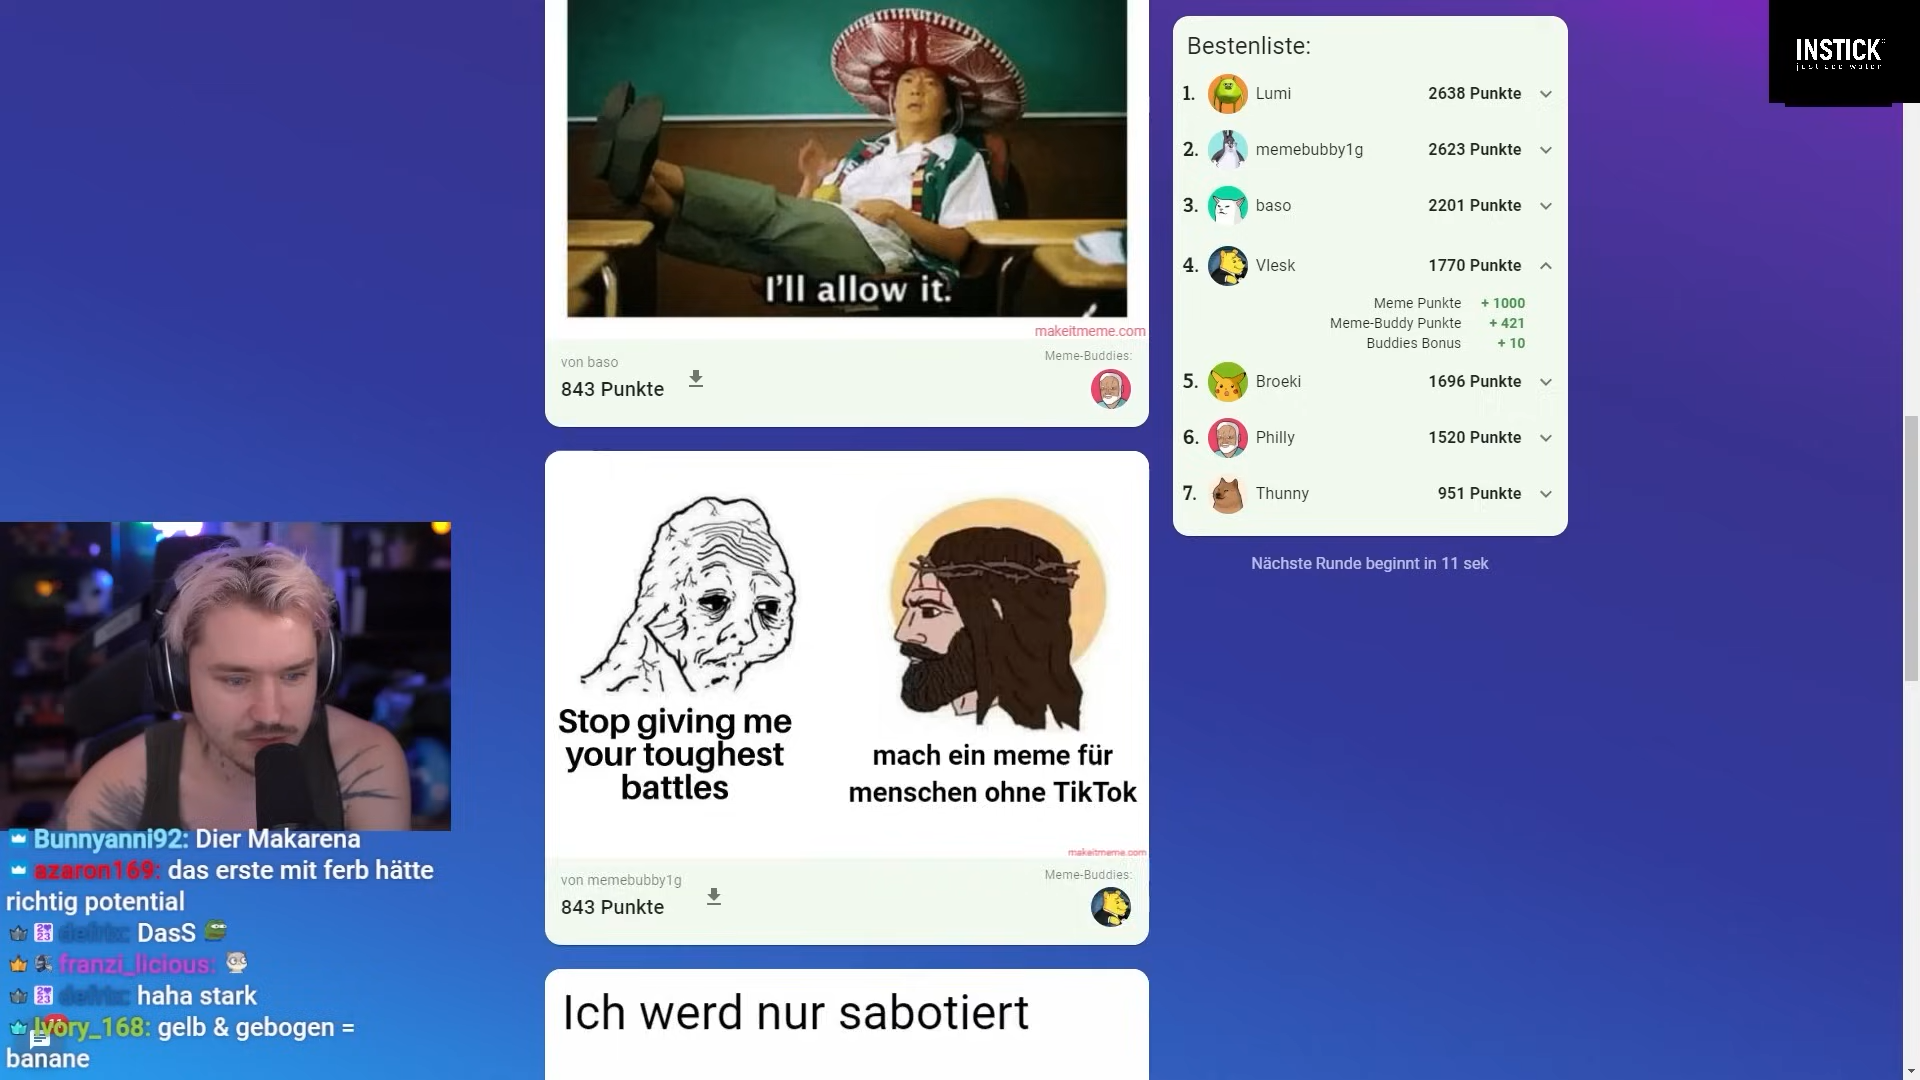 I'll allow it.
makeitmeme.com
von baso
843 Punkte
Meme-Buddies:
Stop giving me
your toughest
battles
mach ein meme für
menschen ohne TikTok
makeitmeme.com
von memebubby1g
843 Punkte
Meme-Buddies:
Ich werd nur sabotiert
Bestenliste:
1. Lumi 2638 Punkte
2. memebubby1g 2623 Punkte
3. baso 2201 Punkte
4. Vlesk 1770 Punkte
Meme Punkte + 1000
Meme-Buddy Punkte + 421
Buddies Bonus + 10
5. Broeki 1696 Punkte
6. Philly 1520 Punkte
7. Thunny 951 Punkte
Nächste Runde beginnt in 11 sek
INSTICK
just add water
Bunnyanni92: Dier Makarena
azaron169: das erste mit ferb hätte
richtig potential
DasS
franzi_licious:
haha stark
Ivory_168: gelb & gebogen =
banane